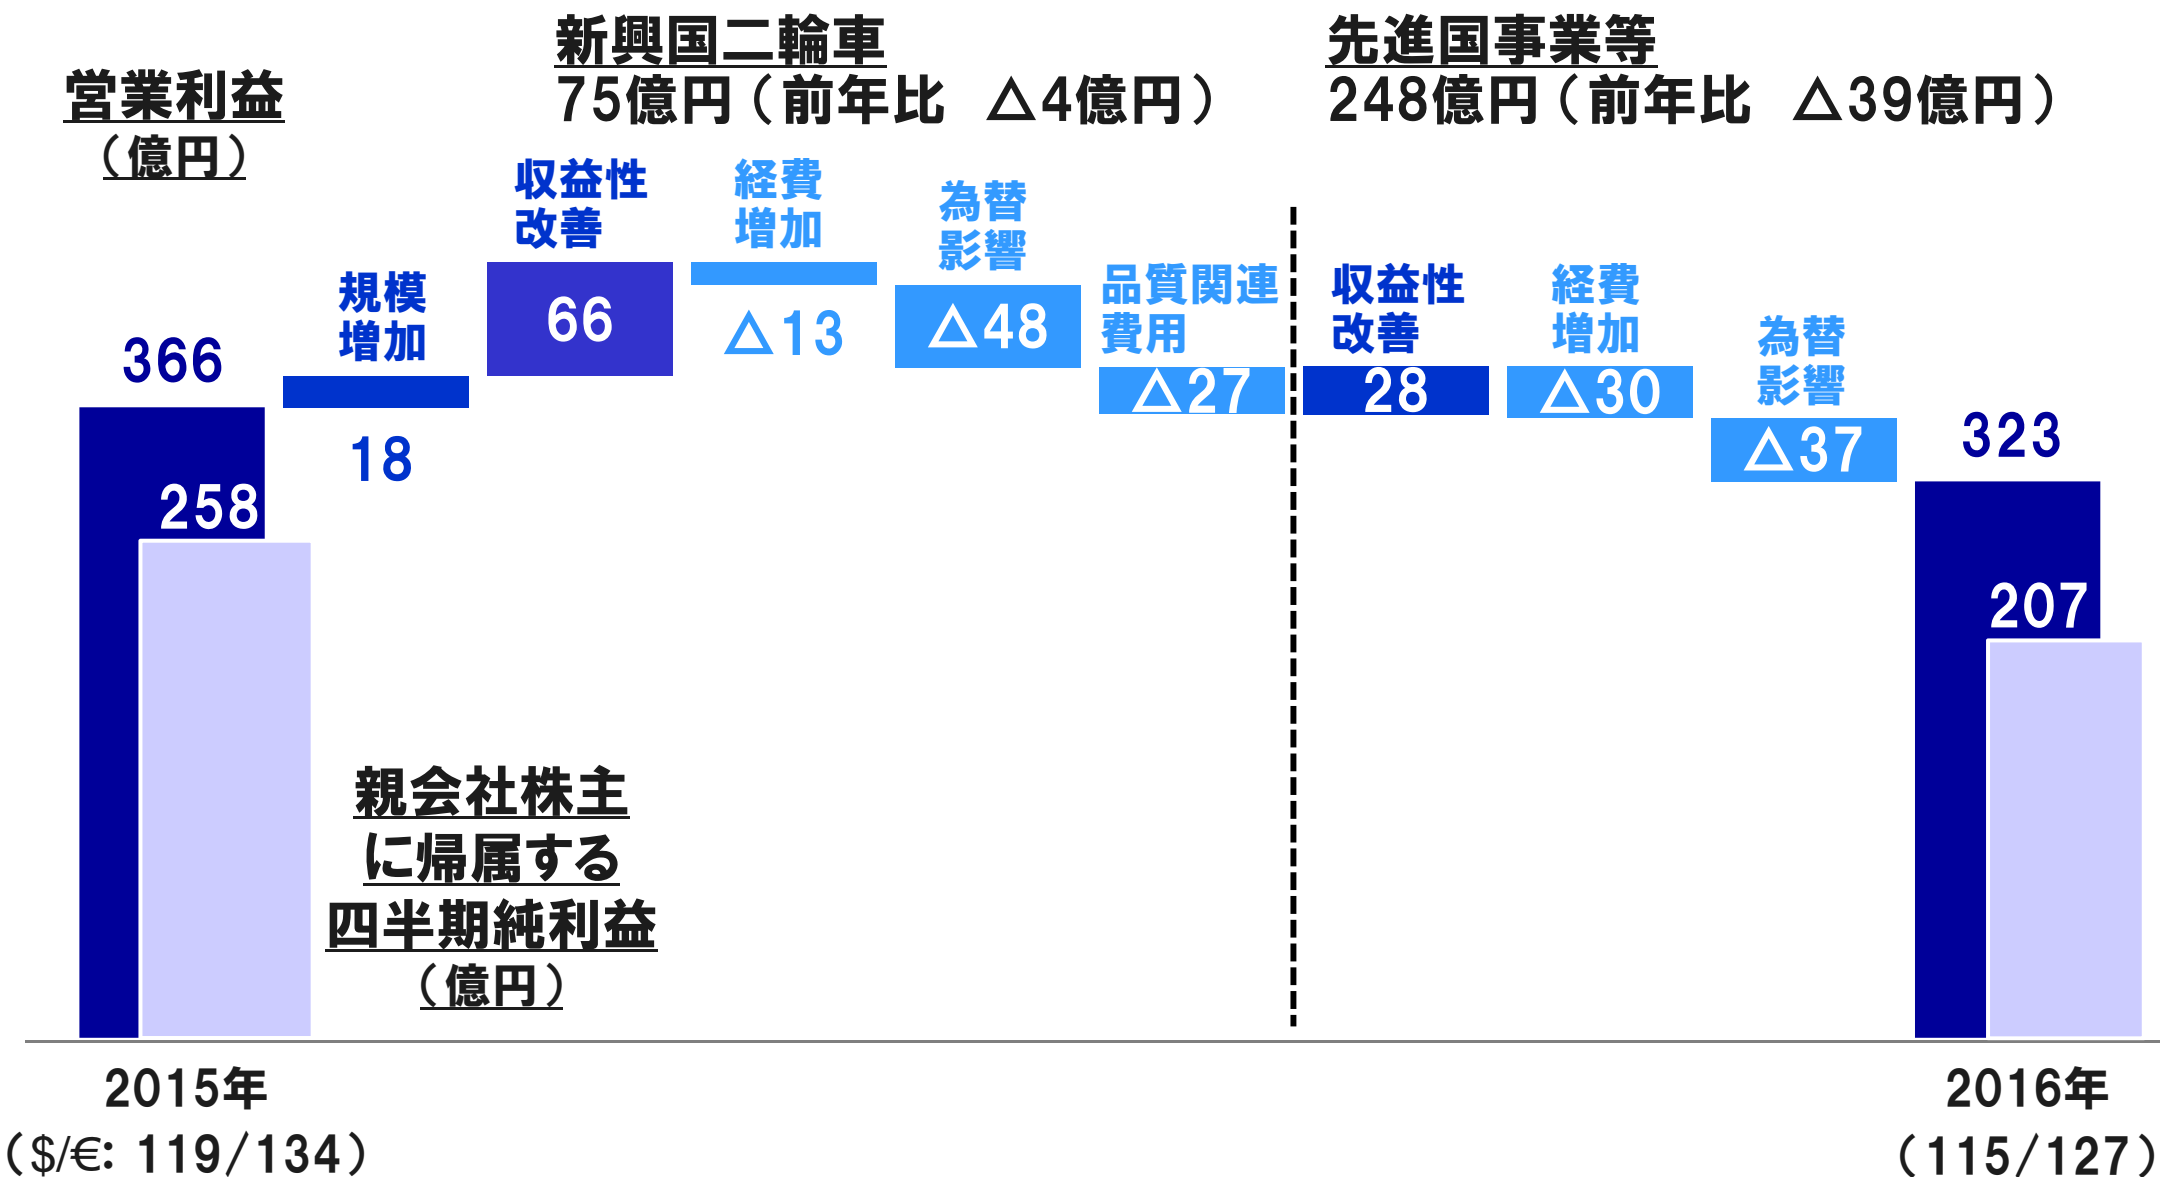 営業利益
（億円）
新興国二輪車
75億円（前年比　△4億円）
先進国事業等
248億円（前年比　△39億円）
366
258
規模
増加
18
収益性
改善
66
経費
増加
△13
為替
影響
△48
品質関連
費用
△27
収益性
改善
28
経費
増加
△30
為替
影響
△37
323
207
親会社株主
に帰属する
四半期純利益
（億円）
2015年
（$/€: 119/134）
2016年
（115/127）